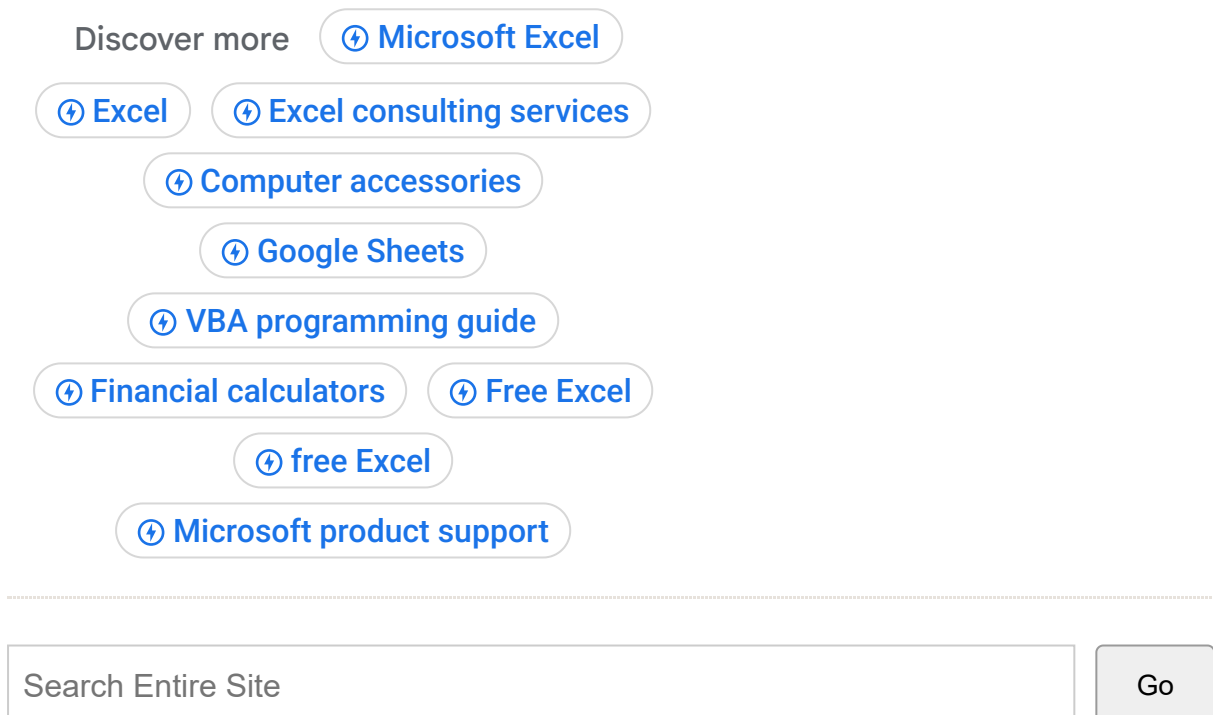 Discover more Microsoft Excel
Excel Excel consulting services
Computer accessories
Google Sheets
VBA programming guide
Financial calculators Free Excel
free Excel
Microsoft product support
Search Entire Site Go